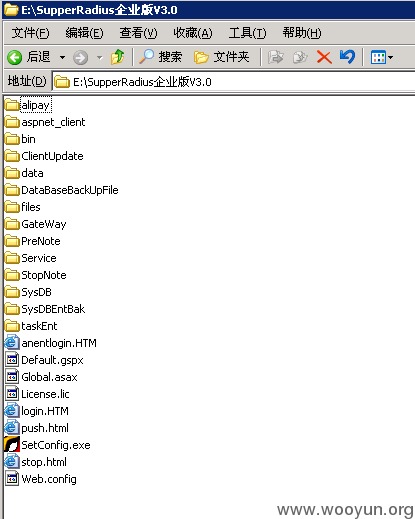 E:\SupperRadius企业版V3.0
文件(F) 编辑(E) 查看(V) 收藏(A) 工具(T) 帮助(H)
后退 搜索 文件夹
地址(D) E:\SupperRadius企业版V3.0
alipay
aspnet_client
bin
ClientUpdate
data
DataBaseBackUpFile
files
GateWay
PreNote
Service
StopNote
SysDB
SysDBEntBak
taskEnt
anentlogin.HTM
Default.gspx
Global.asax
License.lic
login.HTM
push.html
SetConfig.exe
stop.html
Web.config
www.wooyun.org